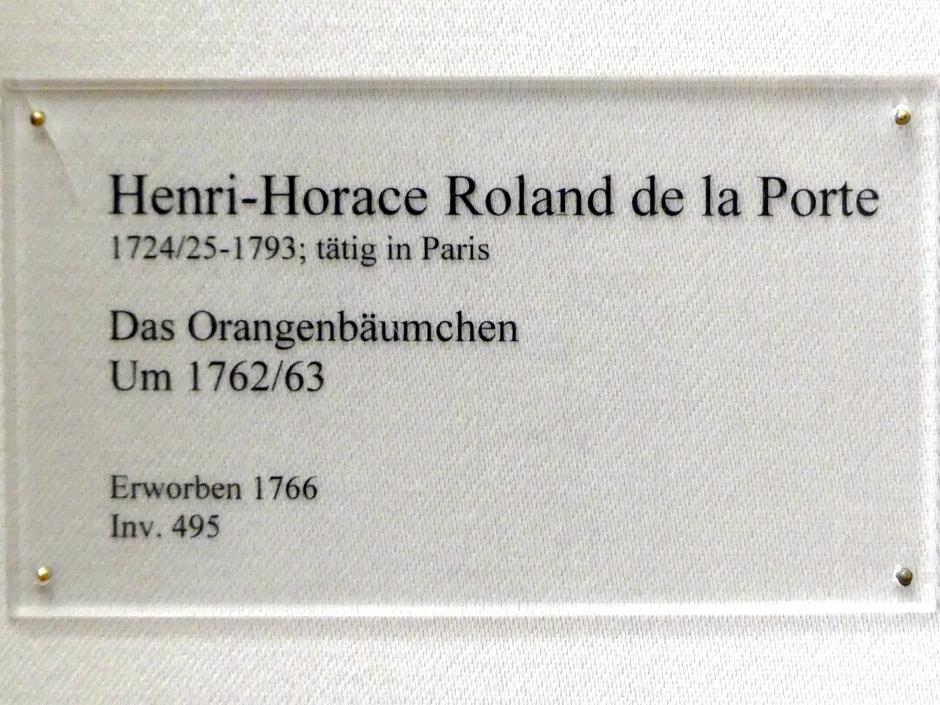 Henri-Horace Roland de la Porte
1724/25-1793; tätig in Paris
Das Orangenbäumchen
Um 1762/63
Erworben 1766
Inv. 495